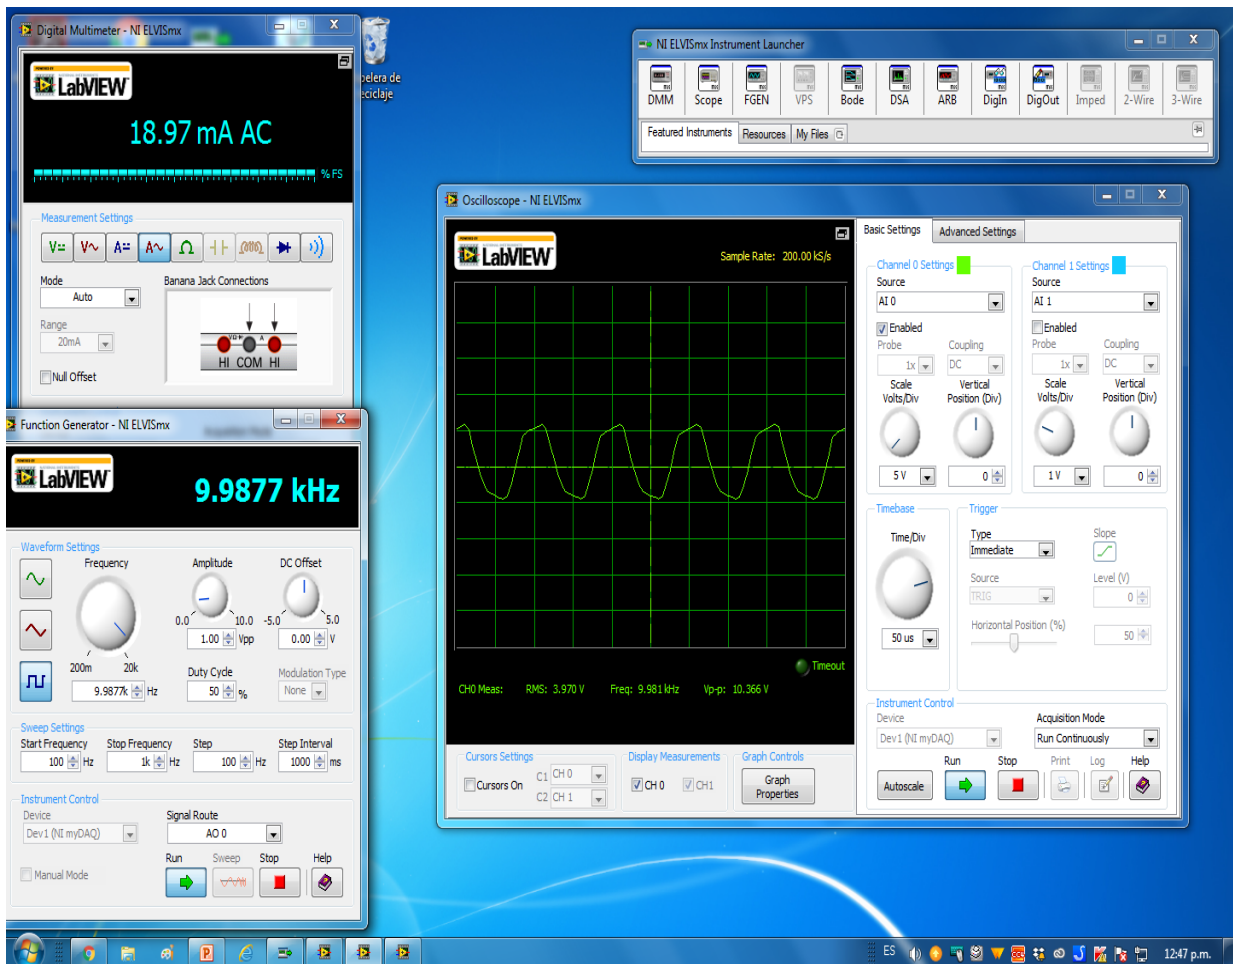 Digital Multimeter - NI ELVISmx
LabVIEW
18.97 mA AC
% FS
Measurement Settings
V= V~ A= A~ Ω
Mode
Auto
Banana Jack Connections
Range
20mA
VΩ A
HI COM HI
Null Offset
pelera de
eciclaje
NI ELVISmx Instrument Launcher
DMM Scope FGEN VPS Bode DSA ARB DigIn DigOut Imped 2-Wire 3-Wire
Featured Instruments Resources My Files
Function Generator - NI ELVISmx
LabVIEW
9.9877 kHz
Waveform Settings
Frequency Amplitude DC Offset
0.0 10.0 -5.0 5.0
1.00 Vpp 0.00 V
200m 20k
9.9877k Hz
Duty Cycle Modulation Type
50 % None
Sweep Settings
Start Frequency Stop Frequency Step Step Interval
100 Hz 1k Hz 100 Hz 1000 ms
Instrument Control
Device Signal Route
Dev1 (NI myDAQ) AO 0
Run Sweep Stop Help
Manual Mode
Oscilloscope - NI ELVISmx
LabVIEW
Sample Rate: 200.00 kS/s
Timeout
CH0 Meas: RMS: 3.970 V Freq: 9.981 kHz Vp-p: 10.366 V
Cursors Settings
Cursors On
C1 CH 0
C2 CH 1
Display Measurements
CH 0 CH1
Graph Controls
Graph
Properties
Basic Settings Advanced Settings
Channel 0 Settings
Source
AI 0
Enabled
Probe Coupling
1x DC
Scale Vertical
Volts/Div Position (Div)
5 V 0
Channel 1 Settings
Source
AI 1
Enabled
Probe Coupling
1x DC
Scale Vertical
Volts/Div Position (Div)
1 V 0
Timebase
Time/Div
50 us
Trigger
Type Slope
Immediate
Source Level (V)
TRIG 0
Horizontal Position (%)
50
Instrument Control
Device Acquisition Mode
Dev1 (NI myDAQ) Run Continuously
Run Stop Print Log Help
Autoscale
ES
12:47 p.m.